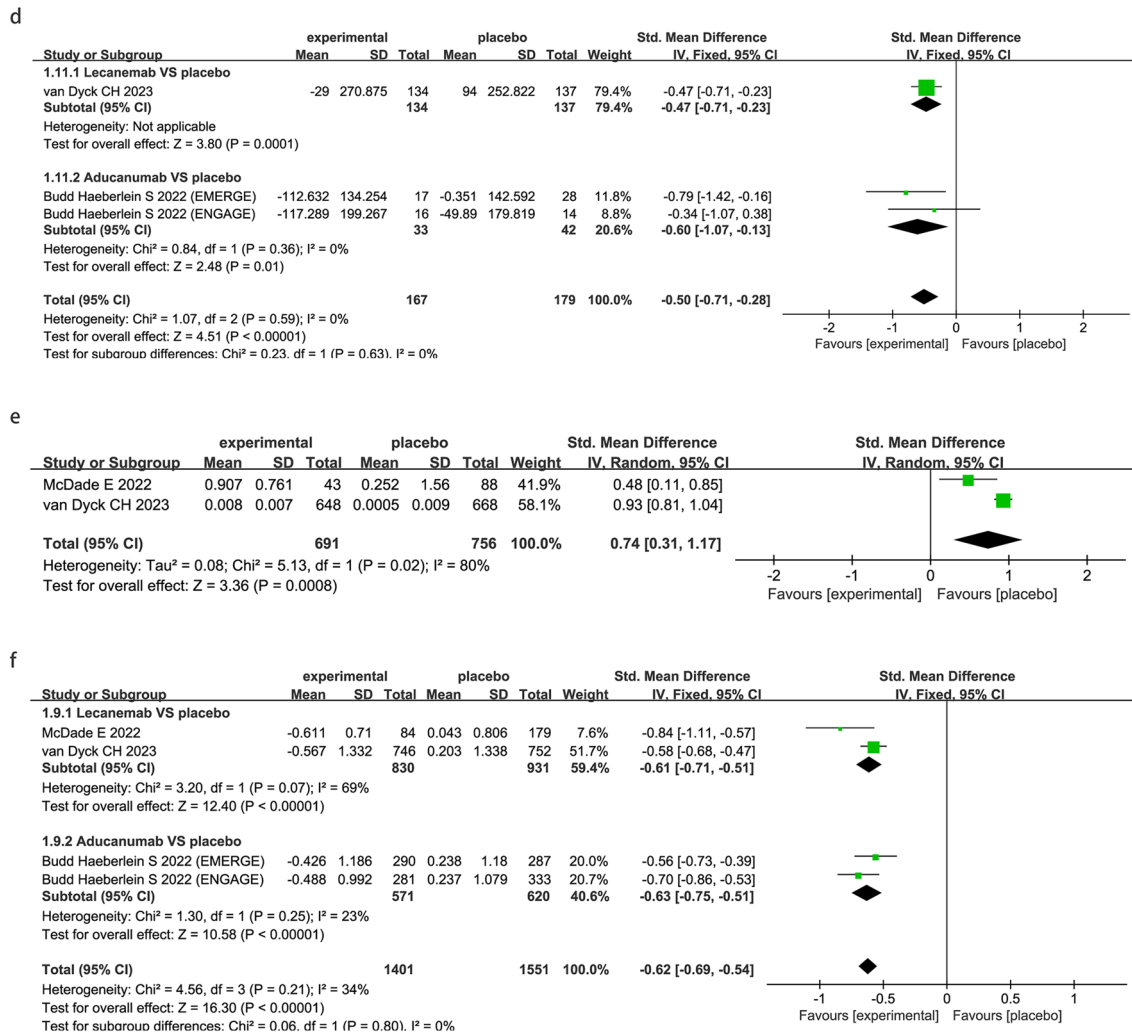 d
experimental placebo Std. Mean Difference Std. Mean Difference
Study or Subgroup Mean SD Total Mean SD Total Weight IV, Fixed, 95% CI IV, Fixed, 95% CI
1.11.1 Lecanemab VS placebo
van Dyck CH 2023 -29 270.875 134 94 252.822 137 79.4% -0.47 [-0.71, -0.23]
Subtotal (95% CI) 134 137 79.4% -0.47 [-0.71, -0.23]
Heterogeneity: Not applicable
Test for overall effect: Z = 3.80 (P = 0.0001)
1.11.2 Aducanumab VS placebo
Budd Haeberlein S 2022 (EMERGE) -112.632 134.254 17 -0.351 142.592 28 11.8% -0.79 [-1.42, -0.16]
Budd Haeberlein S 2022 (ENGAGE) -117.289 199.267 16 -49.89 179.819 14 8.8% -0.34 [-1.07, 0.38]
Subtotal (95% CI) 33 42 20.6% -0.60 [-1.07, -0.13]
Heterogeneity: Chi² = 0.84, df = 1 (P = 0.36); I² = 0%
Test for overall effect: Z = 2.48 (P = 0.01)
Total (95% CI) 167 179 100.0% -0.50 [-0.71, -0.28]
Heterogeneity: Chi² = 1.07, df = 2 (P = 0.59); I² = 0%
Test for overall effect: Z = 4.51 (P < 0.00001)
Test for subgroup differences: Chi² = 0.23, df = 1 (P = 0.63), I² = 0%
-2 -1 0 1 2
Favours [experimental] Favours [placebo]
e
experimental placebo Std. Mean Difference Std. Mean Difference
Study or Subgroup Mean SD Total Mean SD Total Weight IV, Random, 95% CI IV, Random, 95% CI
McDade E 2022 0.907 0.761 43 0.252 1.56 88 41.9% 0.48 [0.11, 0.85]
van Dyck CH 2023 0.008 0.007 648 0.0005 0.009 668 58.1% 0.93 [0.81, 1.04]
Total (95% CI) 691 756 100.0% 0.74 [0.31, 1.17]
Heterogeneity: Tau² = 0.08; Chi² = 5.13, df = 1 (P = 0.02); I² = 80%
Test for overall effect: Z = 3.36 (P = 0.0008)
-2 -1 0 1 2
Favours [experimental] Favours [placebo]
f
experimental placebo Std. Mean Difference Std. Mean Difference
Study or Subgroup Mean SD Total Mean SD Total Weight IV, Fixed, 95% CI IV, Fixed, 95% CI
1.9.1 Lecanemab VS placebo
McDade E 2022 -0.611 0.71 84 0.043 0.806 179 7.6% -0.84 [-1.11, -0.57]
van Dyck CH 2023 -0.567 1.332 746 0.203 1.338 752 51.7% -0.58 [-0.68, -0.47]
Subtotal (95% CI) 830 931 59.4% -0.61 [-0.71, -0.51]
Heterogeneity: Chi² = 3.20, df = 1 (P = 0.07); I² = 69%
Test for overall effect: Z = 12.40 (P < 0.00001)
1.9.2 Aducanumab VS placebo
Budd Haeberlein S 2022 (EMERGE) -0.426 1.186 290 0.238 1.18 287 20.0% -0.56 [-0.73, -0.39]
Budd Haeberlein S 2022 (ENGAGE) -0.488 0.992 281 0.237 1.079 333 20.7% -0.70 [-0.86, -0.53]
Subtotal (95% CI) 571 620 40.6% -0.63 [-0.75, -0.51]
Heterogeneity: Chi² = 1.30, df = 1 (P = 0.25); I² = 23%
Test for overall effect: Z = 10.58 (P < 0.00001)
Total (95% CI) 1401 1551 100.0% -0.62 [-0.69, -0.54]
Heterogeneity: Chi² = 4.56, df = 3 (P = 0.21); I² = 34%
Test for overall effect: Z = 16.30 (P < 0.00001)
Test for subgroup differences: Chi² = 0.06, df = 1 (P = 0.80), I² = 0%
-1 -0.5 0 0.5 1
Favours [experimental] Favours [placebo]